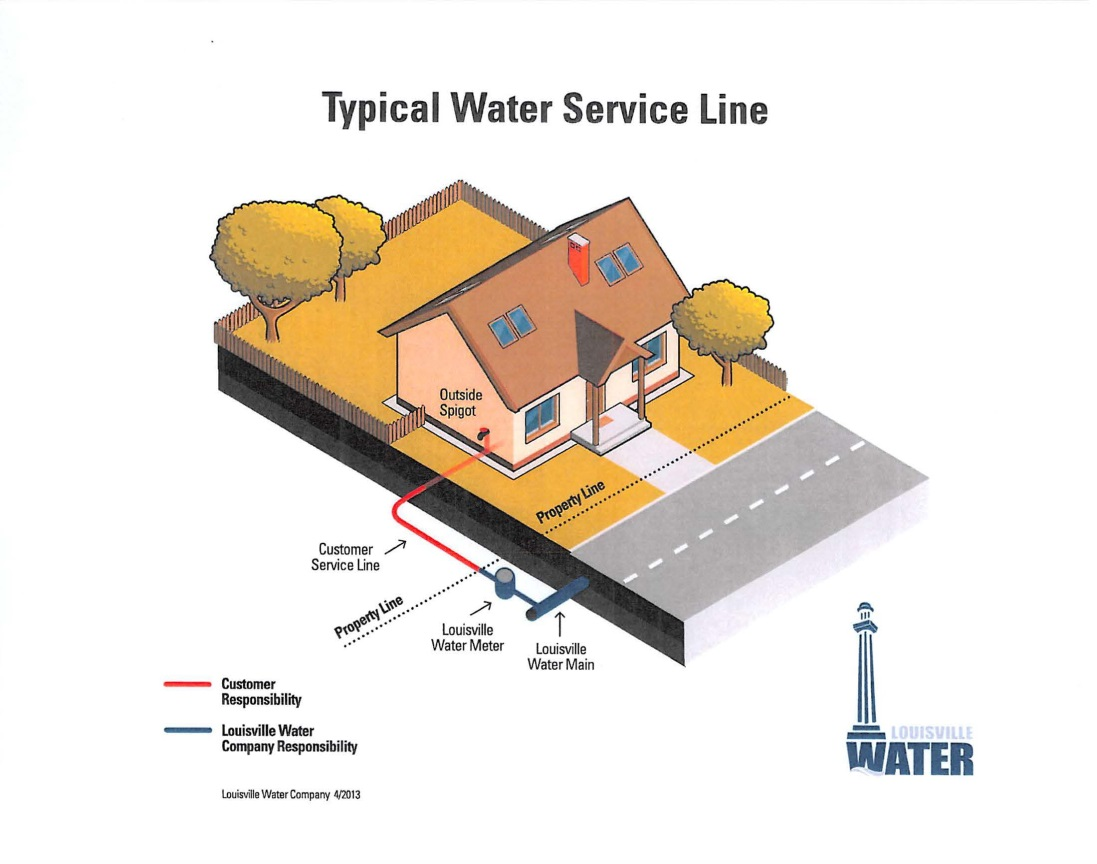 Typical Water Service Line
Outside
Spigot
Property Line
Customer
Service Line
Property Line
Louisville
Water Meter
Louisville
Water Main
Customer
Responsibility
Louisville Water
Company Responsibility
LOUISVILLE
WATER
Louisville Water Company 4/2013